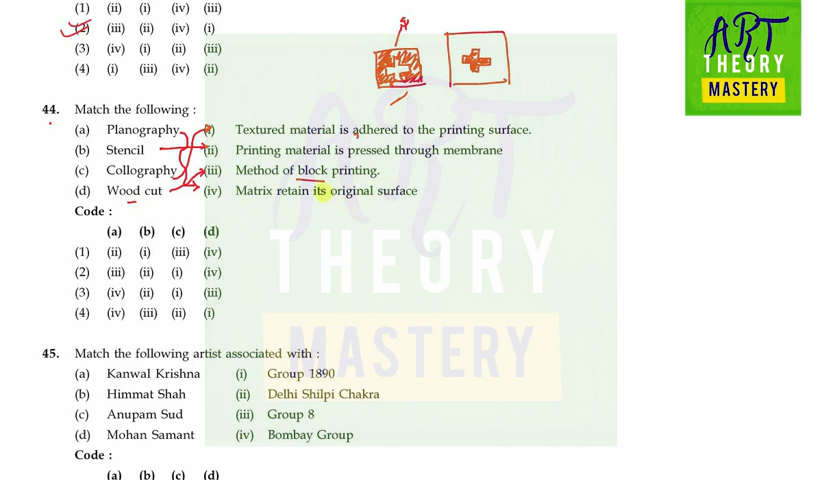 (1) (ii) (i) (iv) (iii)
(2) (iii) (ii) (iv) (i)
(3) (iv) (i) (ii) (iii)
(4) (i) (iii) (iv) (ii)
44. Match the following :
(a) Planography (i) Textured material is adhered to the printing surface.
(b) Stencil (ii) Printing material is pressed through membrane
(c) Collography (iii) Method of block printing.
(d) Wood cut (iv) Matrix retain its original surface
Code :
(a) (b) (c) (d)
(1) (ii) (i) (iii) (iv)
(2) (iii) (ii) (i) (iv)
(3) (iv) (ii) (i) (iii)
(4) (iv) (iii) (ii) (i)
45. Match the following artist associated with :
(a) Kanwal Krishna (i) Group 1890
(b) Himmat Shah (ii) Delhi Shilpi Chakra
(c) Anupam Sud (iii) Group 8
(d) Mohan Samant (iv) Bombay Group
Code :
(a) (b) (c) (d)
ART
THEORY
MASTERY
ART
THEORY
MASTERY